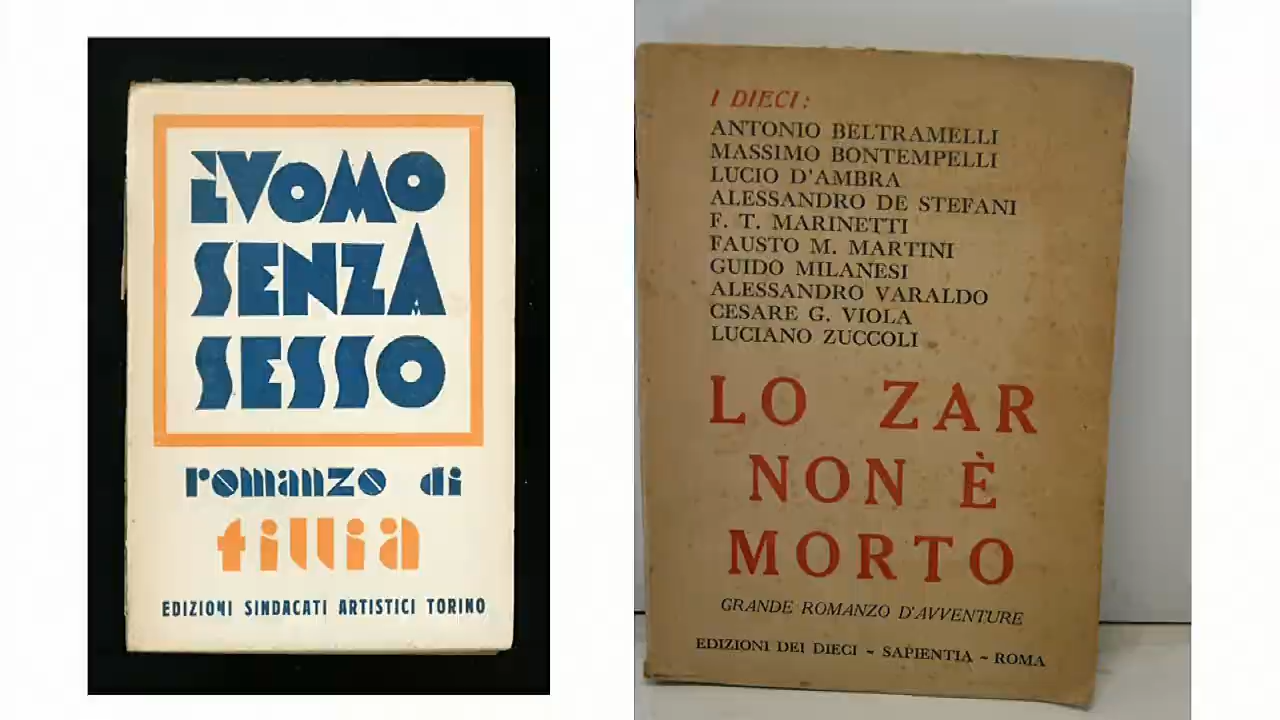 L'UOMO
SENZA
SESSO
romanzo di
fillia
EDIZIONI SINDACATI ARTISTICI TORINO
I DIECI:
ANTONIO BELTRAMELLI
MASSIMO BONTEMPELLI
LUCIO D'AMBRA
ALESSANDRO DE STEFANI
F. T. MARINETTI
FAUSTO M. MARTINI
GUIDO MILANESI
ALESSANDRO VARALDO
CESARE G. VIOLA
LUCIANO ZUCCOLI
LO ZAR
NON È
MORTO
GRANDE ROMANZO D'AVVENTURE
EDIZIONI DEI DIECI - SAPIENTIA - ROMA